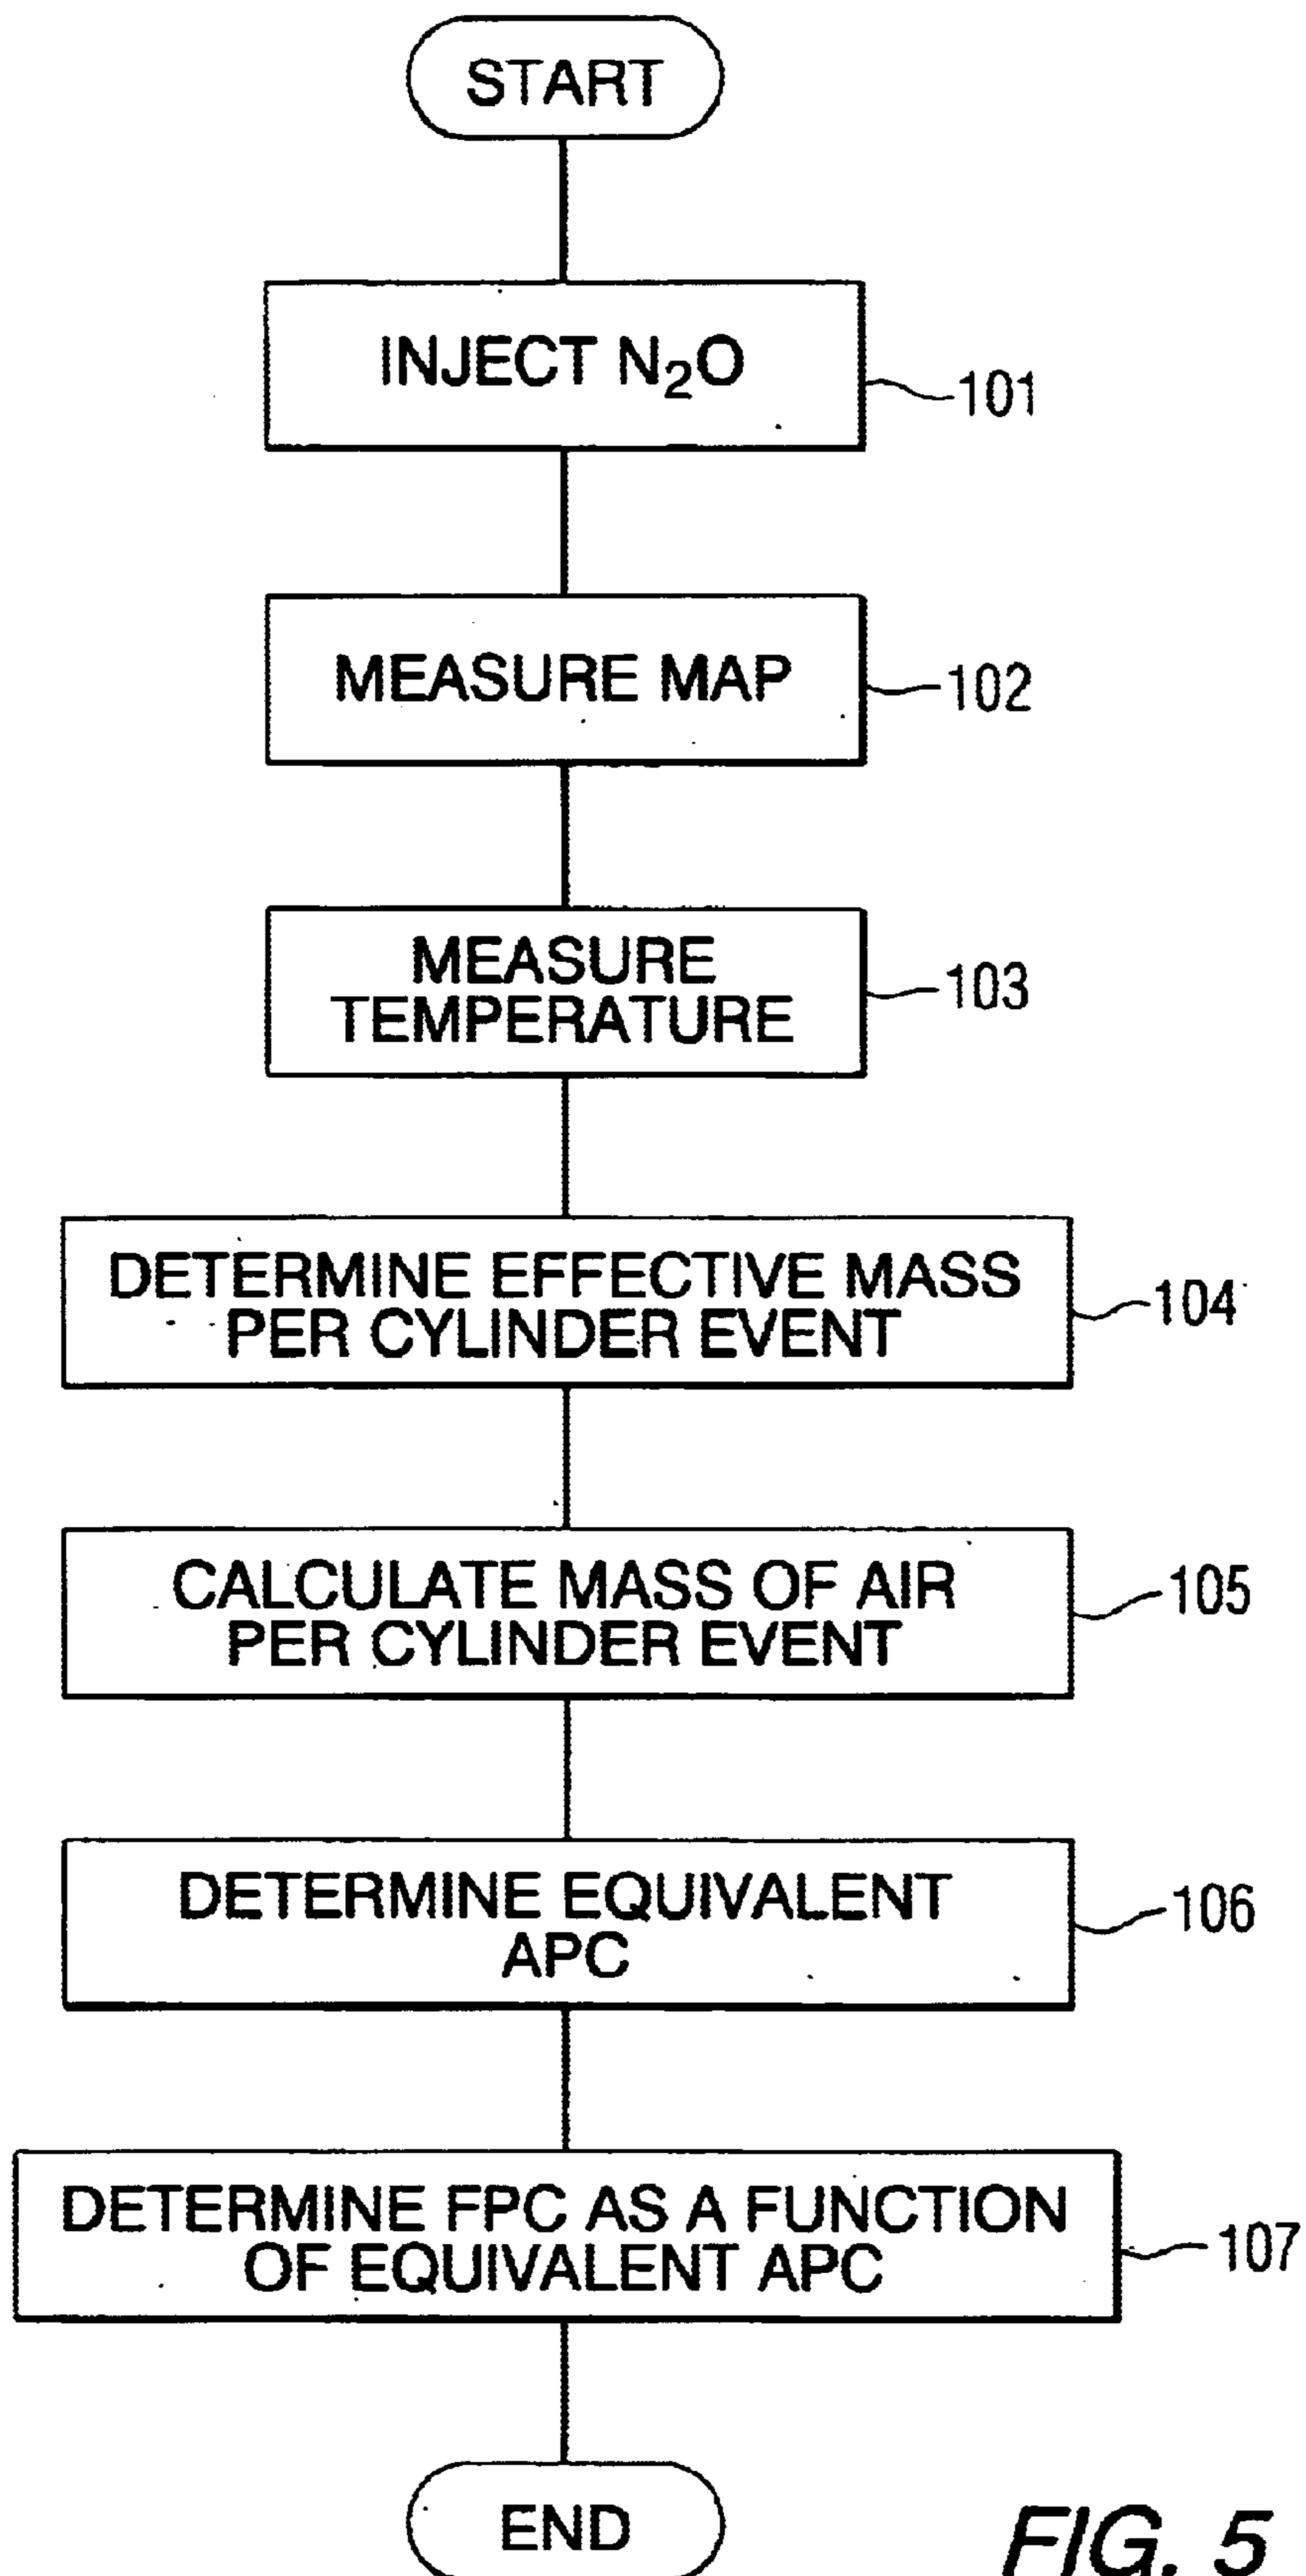 START
INJECT N₂O
101
MEASURE MAP
102
MEASURE
TEMPERATURE
103
DETERMINE EFFECTIVE MASS
PER CYLINDER EVENT
104
CALCULATE MASS OF AIR
PER CYLINDER EVENT
105
DETERMINE EQUIVALENT
APC
106
DETERMINE FPC AS A FUNCTION
OF EQUIVALENT APC
107
END
FIG. 5